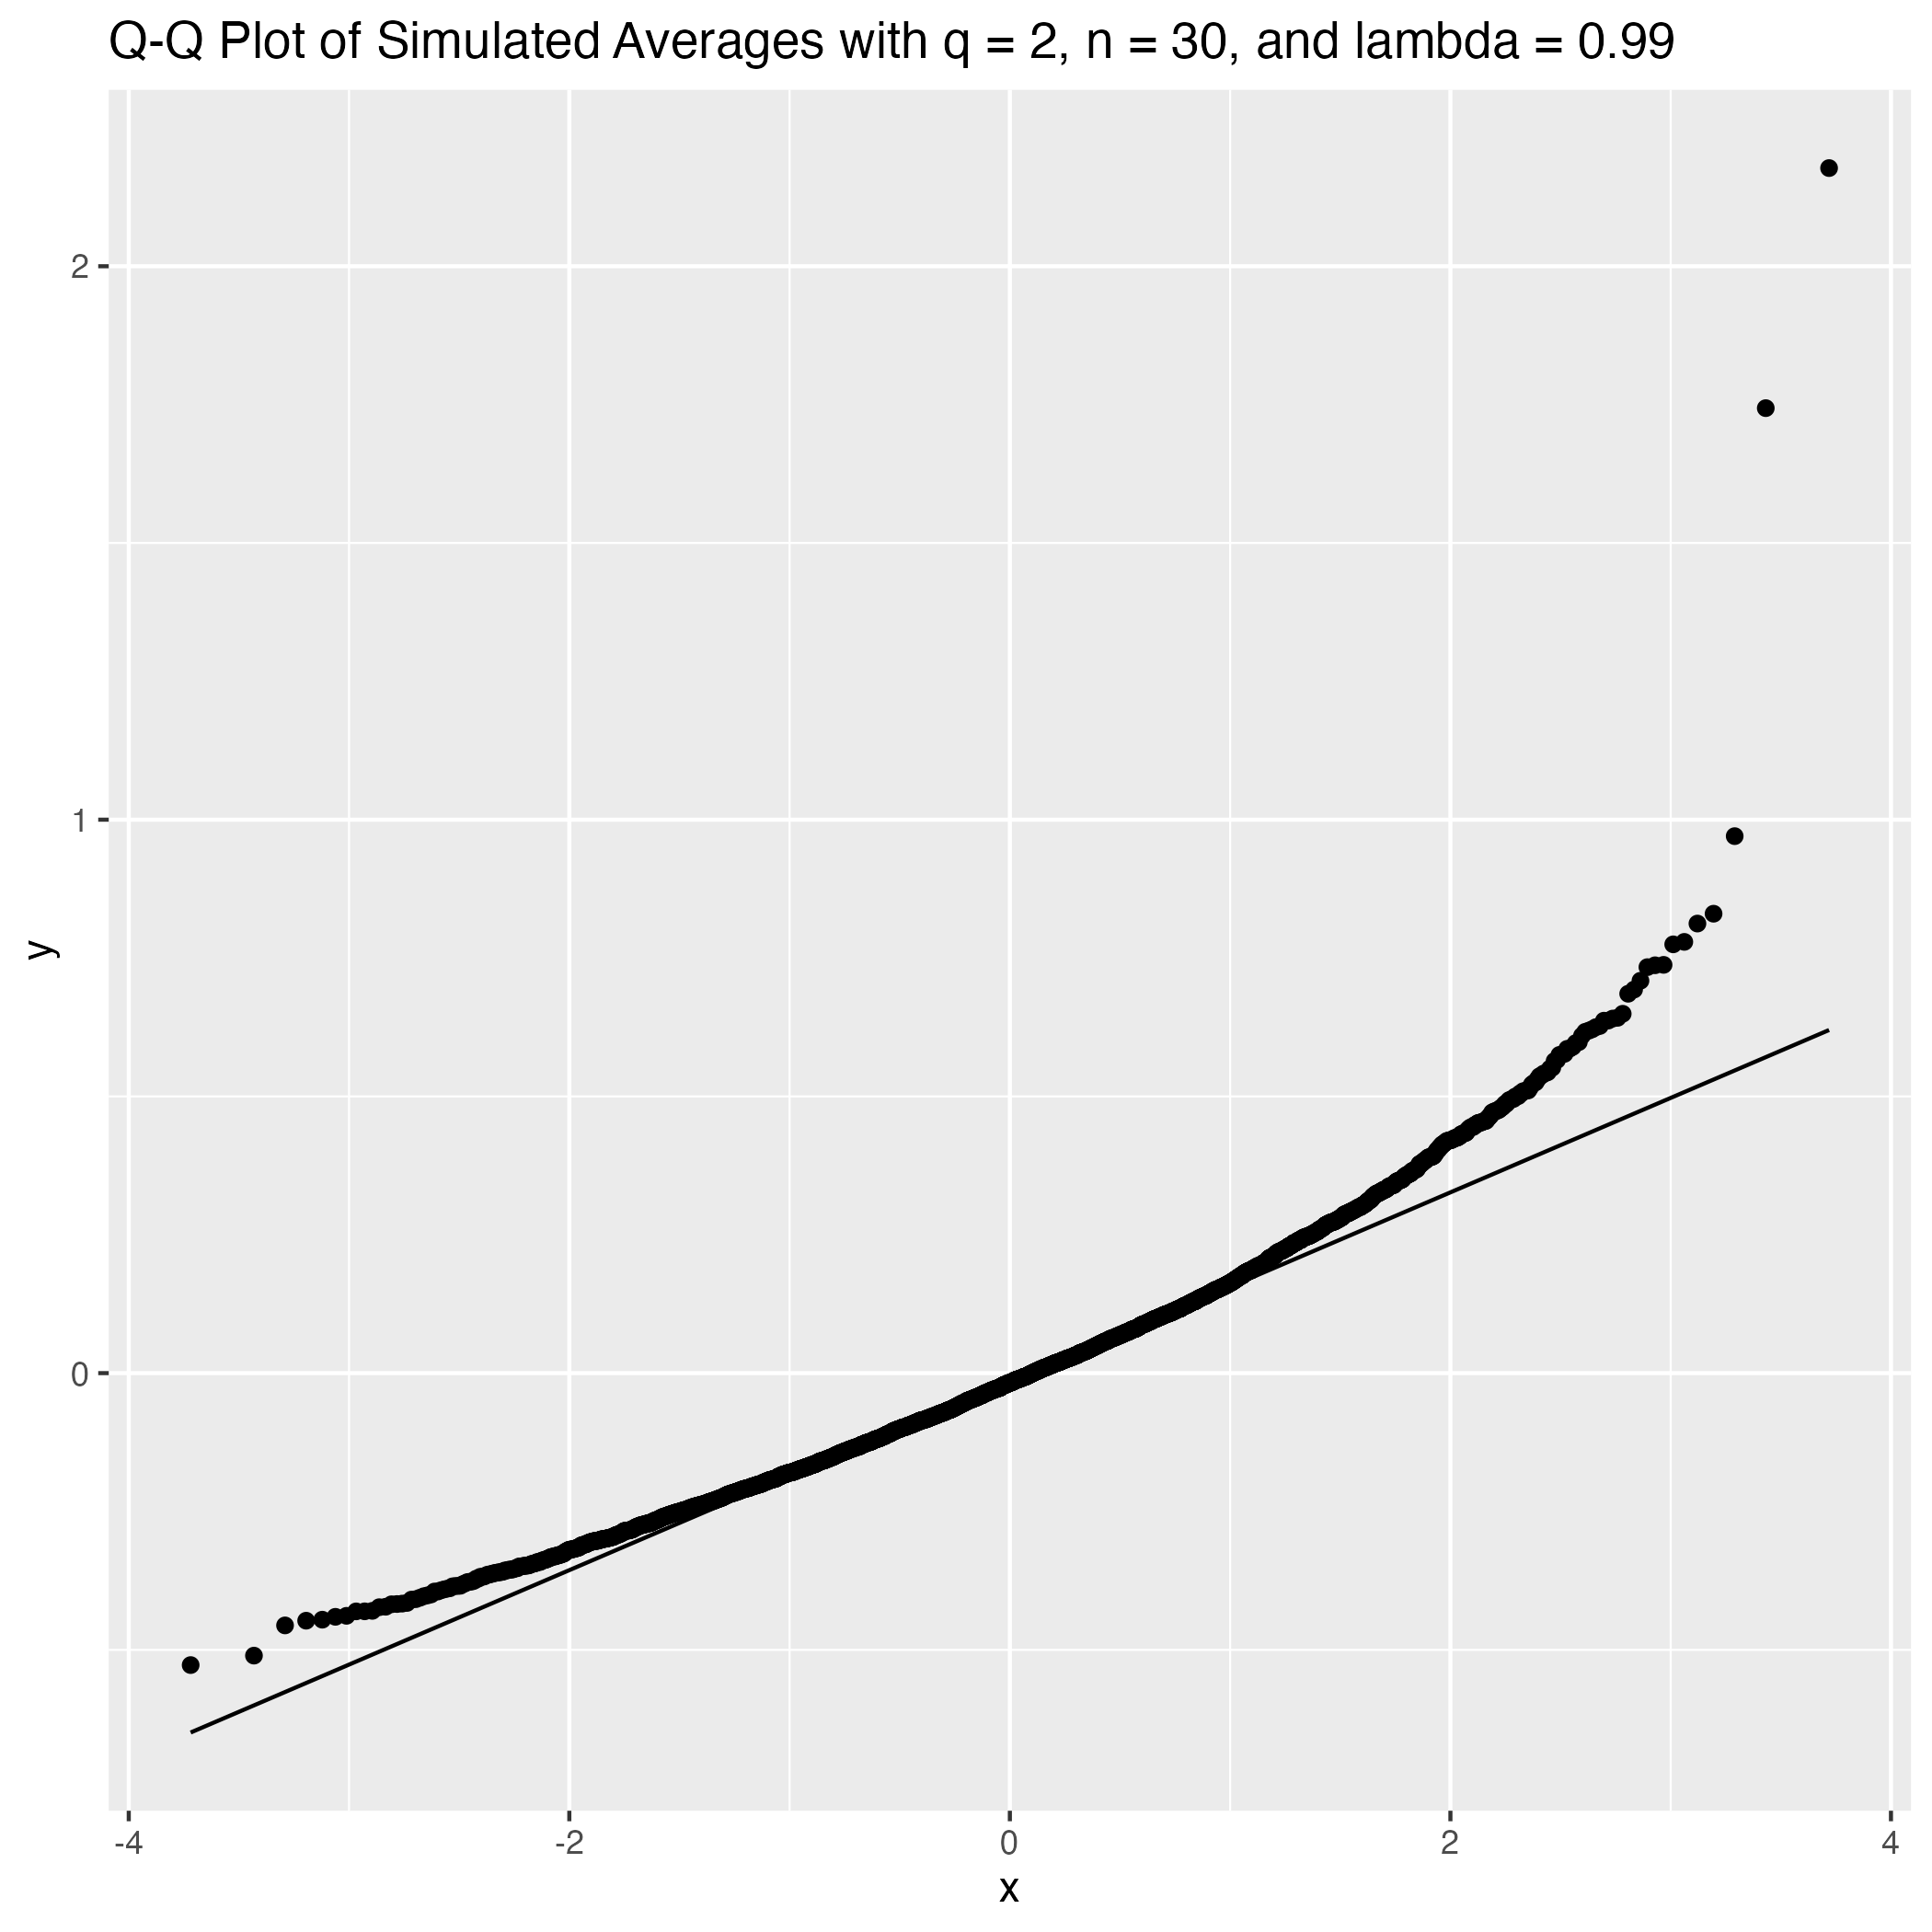 Q-Q Plot of Simulated Averages with q = 2, n = 30, and lambda = 0.99
2
1
0
y
-4
-2
0
2
4
x